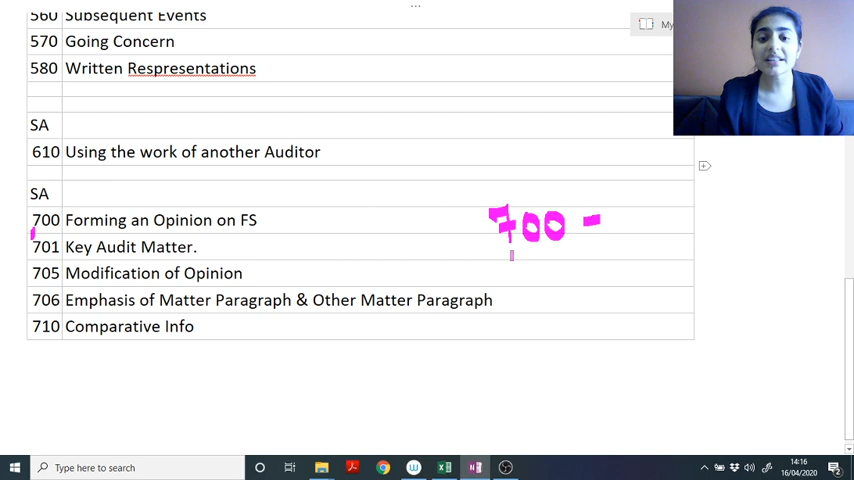 ...
560 Subsequent Events
My
570 Going Concern
580 Written Respresentations
SA
610 Using the work of another Auditor
SA
700 Forming an Opinion on FS
700 -
701 Key Audit Matter.
705 Modification of Opinion
706 Emphasis of Matter Paragraph & Other Matter Paragraph
710 Comparative Info
Type here to search
14:16
16/04/2020
2